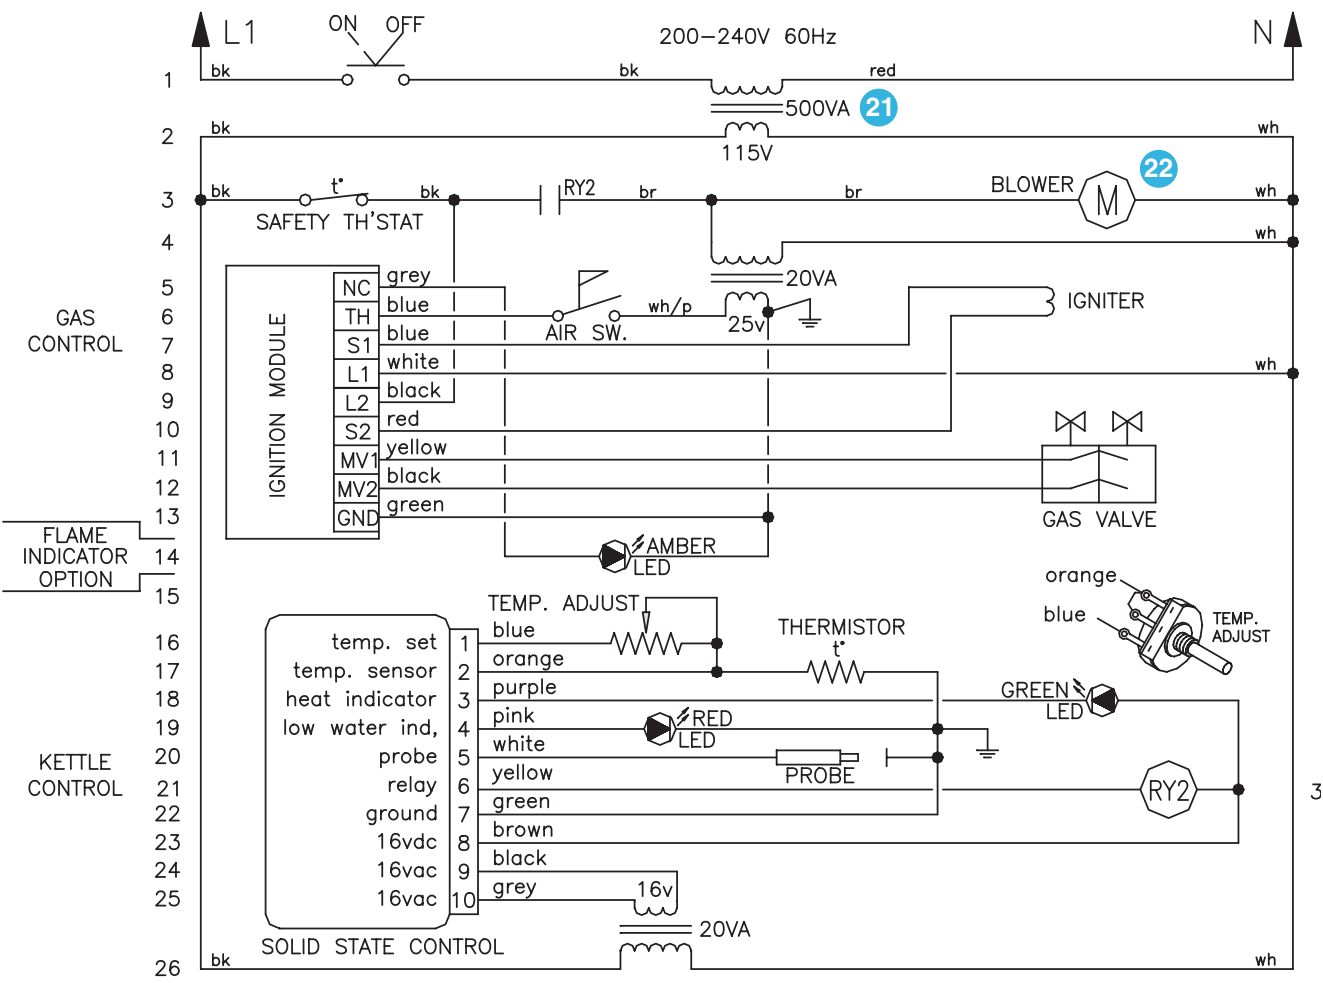 L1 ON OFF 200-240V 60Hz N
1 bk bk red
500VA 21
2 bk wh
115V
22
3 bk t° bk RY2 br br BLOWER M wh
SAFETY TH'STAT
4 wh
20VA
5 NC grey
6 TH blue AIR SW. wh/p 25v IGNITER
GAS
CONTROL
IGNITION MODULE
7 S1 blue
8 L1 white wh
9 L2 black
10 S2 red
11 MV1 yellow
12 MV2 black
13 GND green GAS VALVE
FLAME
INDICATOR
OPTION
14 AMBER
LED
15
orange
blue
TEMP.
ADJUST
TEMP. ADJUST
THERMISTOR
t°
16 temp. set 1 blue
17 temp. sensor 2 orange
18 heat indicator 3 purple GREEN
LED
19 low water ind, 4 pink RED
LED
20 probe 5 white PROBE
KETTLE
CONTROL
21 relay 6 yellow RY2 3
22 ground 7 green
23 16vdc 8 brown
24 16vac 9 black
25 16vac 10 grey 16v
20VA
SOLID STATE CONTROL
26 bk wh